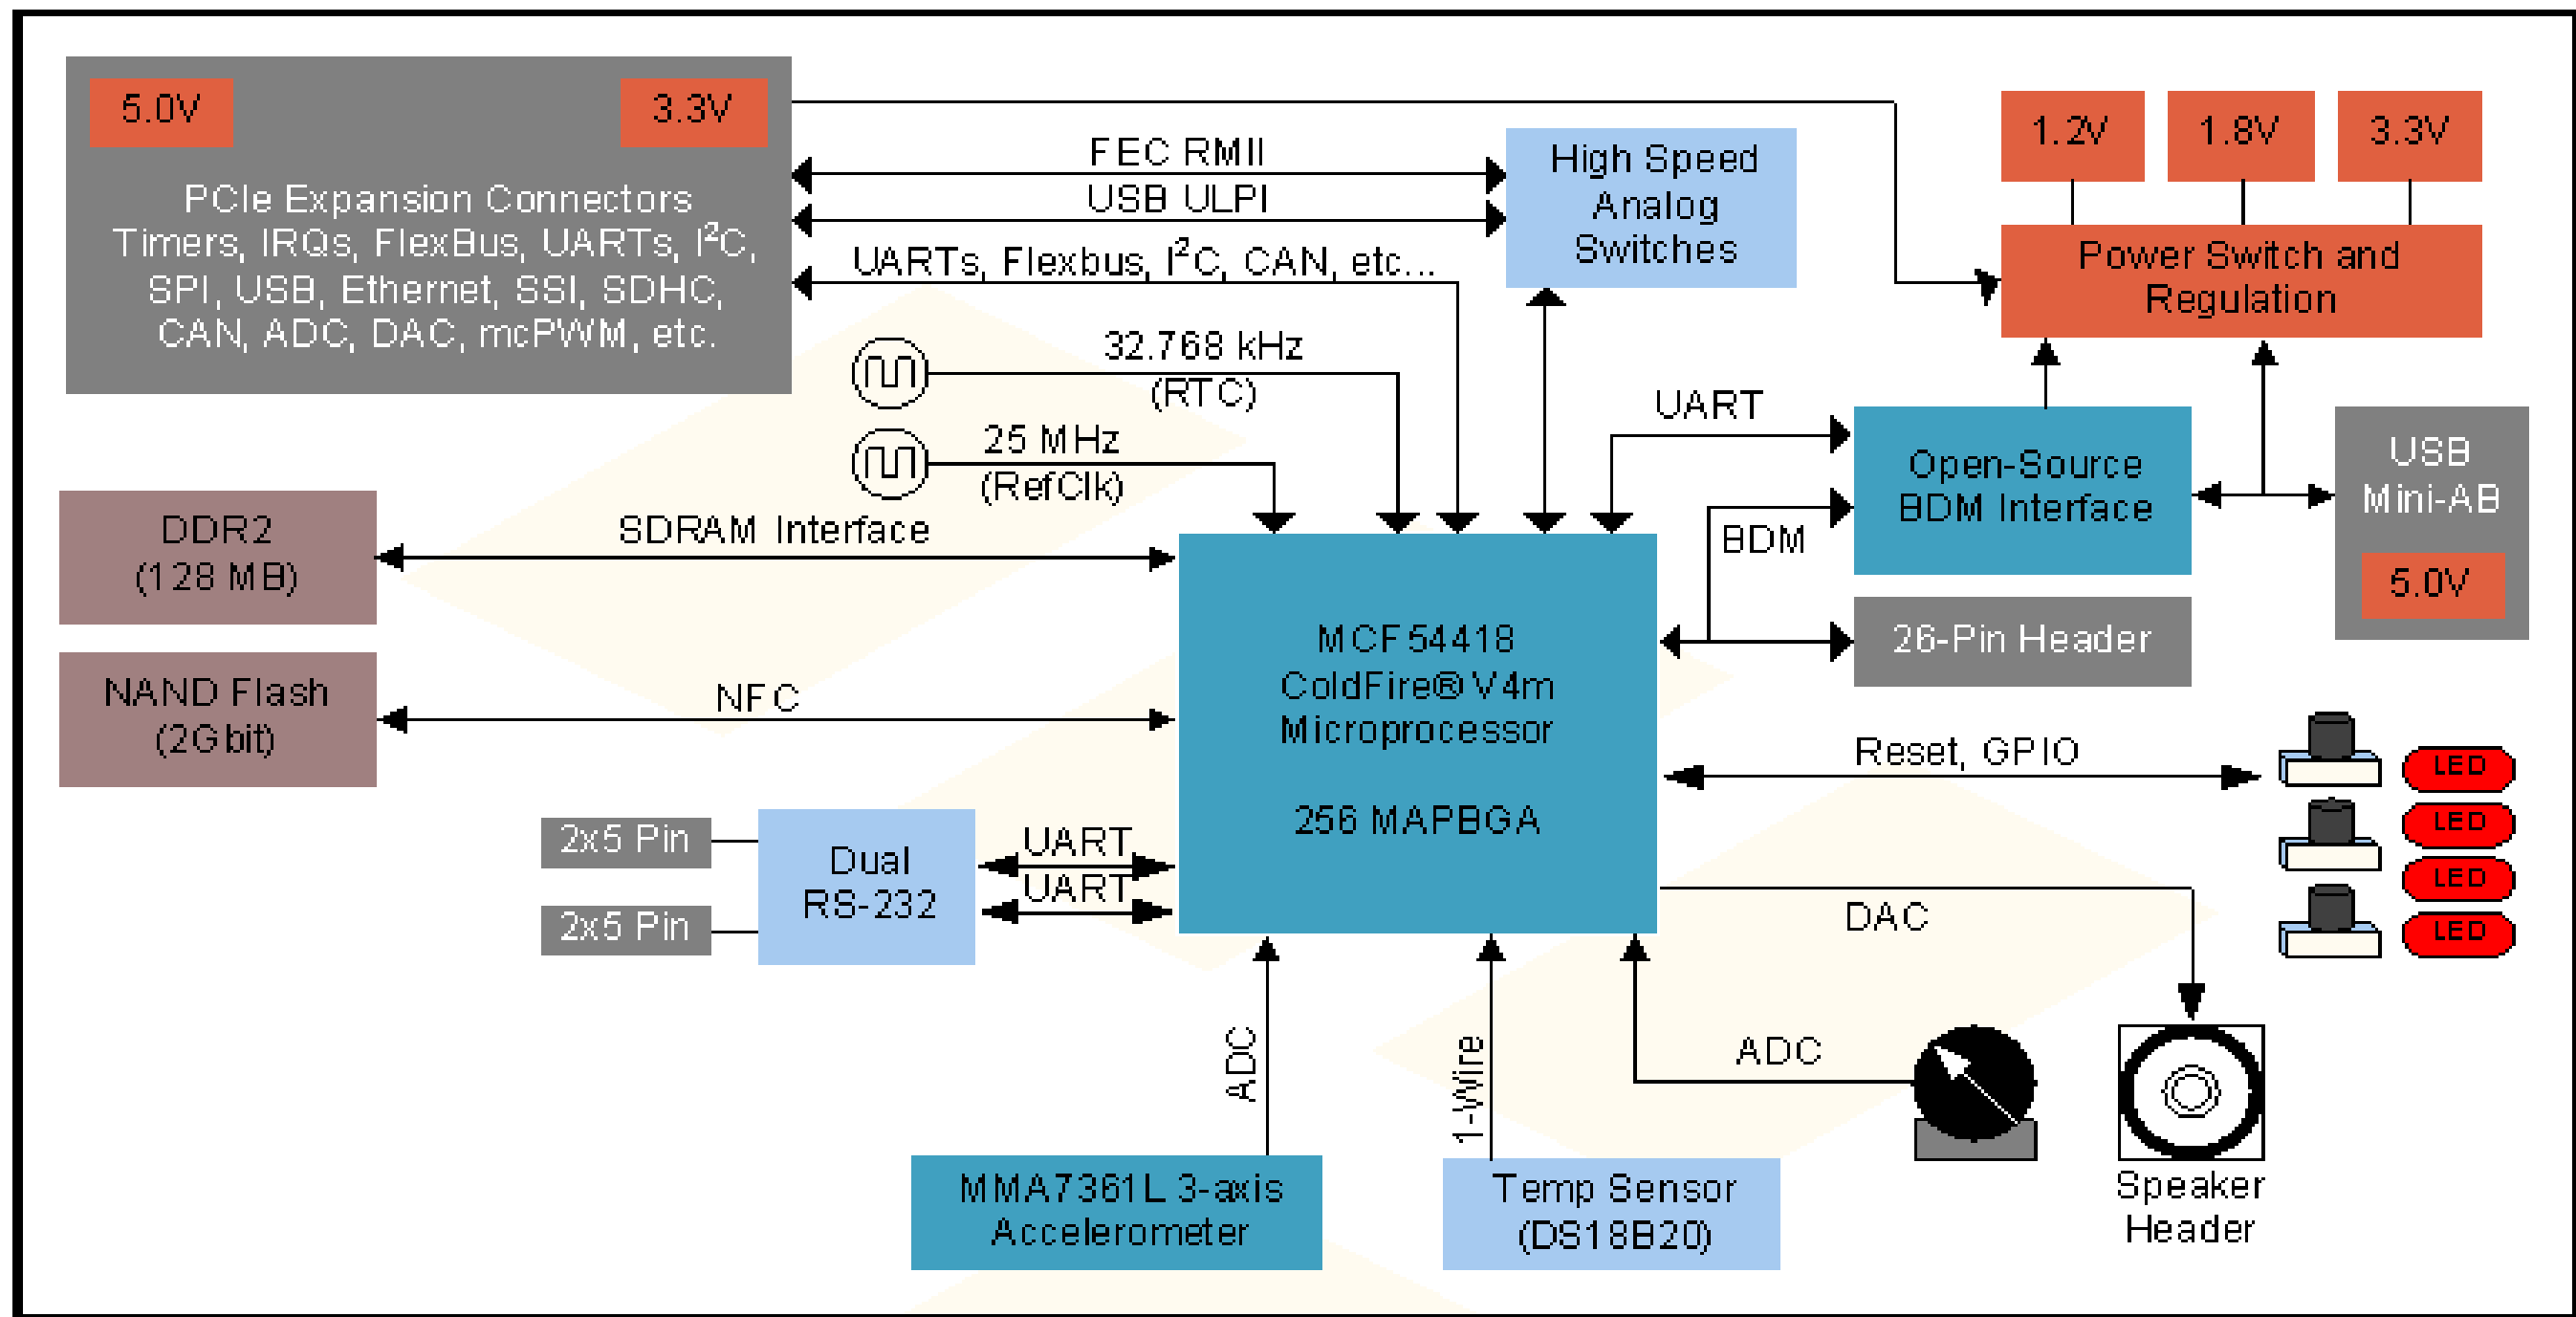 5.0V
3.3V
PCIe Expansion Connectors
Timers, IRQs, FlexBus, UARTs, I²C,
SPI, USB, Ethernet, SSI, SDHC,
CAN, ADC, DAC, mcPWM, etc.
FEC RMII
USB ULPI
UARTs, Flexbus, I²C, CAN, etc...
High Speed
Analog
Switches
1.2V
1.8V
3.3V
Power Switch and
Regulation
32.768 kHz
(RTC)
25 MHz
(RefClk)
UART
BDM
Open-Source
BDM Interface
USB
Mini-AB
5.0V
26-Pin Header
DDR2
(128 MB)
SDRAM Interface
NAND Flash
(2Gbit)
NFC
MCF54418
ColdFire® V4m
Microprocessor
256 MAPBGA
Reset, GPIO
LED
LED
LED
LED
2x5 Pin
2x5 Pin
Dual
RS-232
UART
UART
DAC
ADC
1-Wire
ADC
MMA7361L 3-axis
Accelerometer
Temp Sensor
(DS18B20)
Speaker
Header